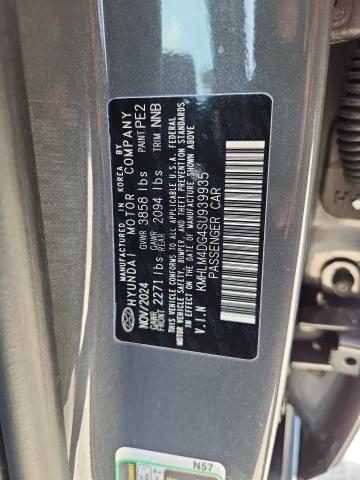 MANUFACTURED IN KOREA BY
HYUNDAI MOTOR COMPANY
NOV/2024 GVWR 3858 lbs PAINT PE2
GAWR FRONT 2271 lbs GAWR REAR 2094 lbs TRIM NNB
THIS VEHICLE CONFORMS TO ALL APPLICABLE U.S.A. FEDERAL
MOTOR VEHICLE SAFETY, BUMPER, AND THEFT PREVENTION STANDARDS
IN EFFECT ON THE DATE OF MANUFACTURE SHOWN ABOVE.
V.I.N KMHLM4DG4SU939935
PASSENGER CAR
N57